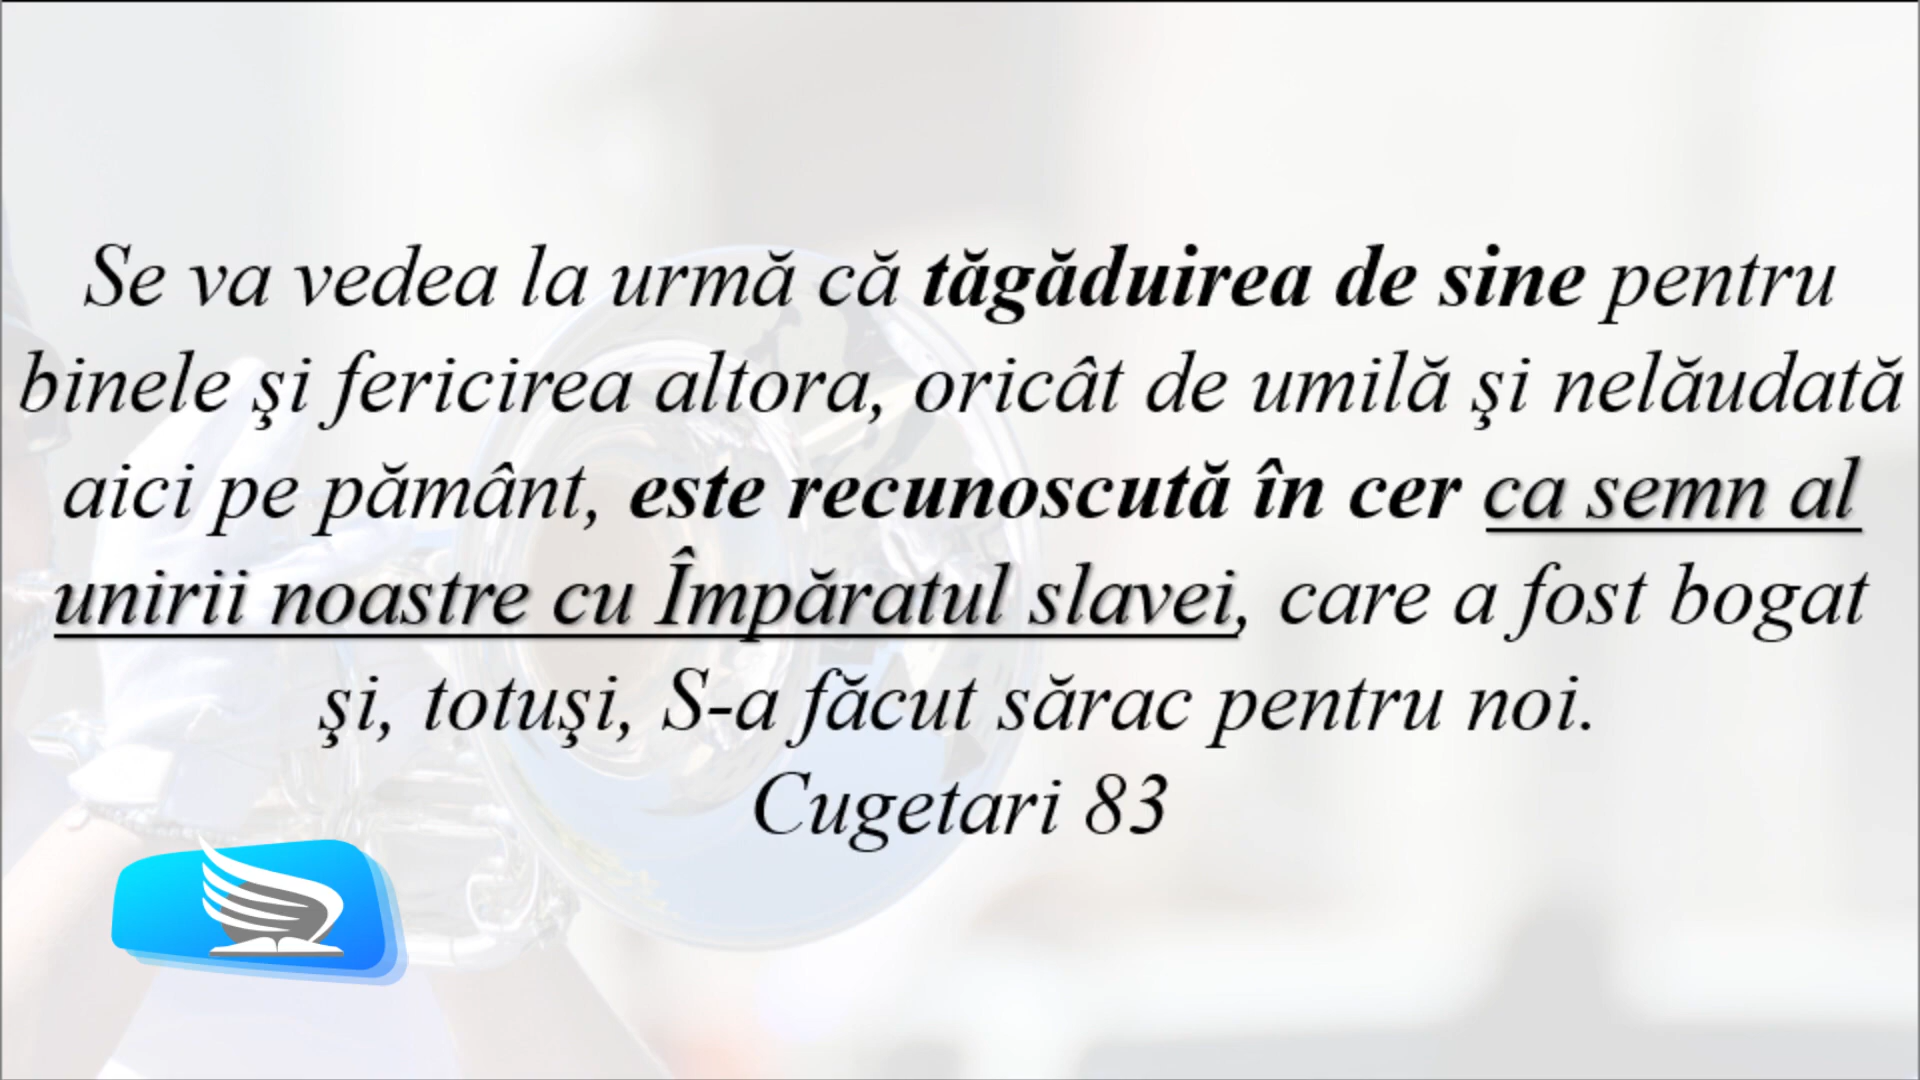 Se va vedea la urmă că tăgăduirea de sine pentru
binele şi fericirea altora, oricât de umilă şi nelăudată
aici pe pământ, este recunoscută în cer ca semn al
unirii noastre cu Împăratul slavei, care a fost bogat
şi, totuşi, S-a făcut sărac pentru noi.
Cugetari 83